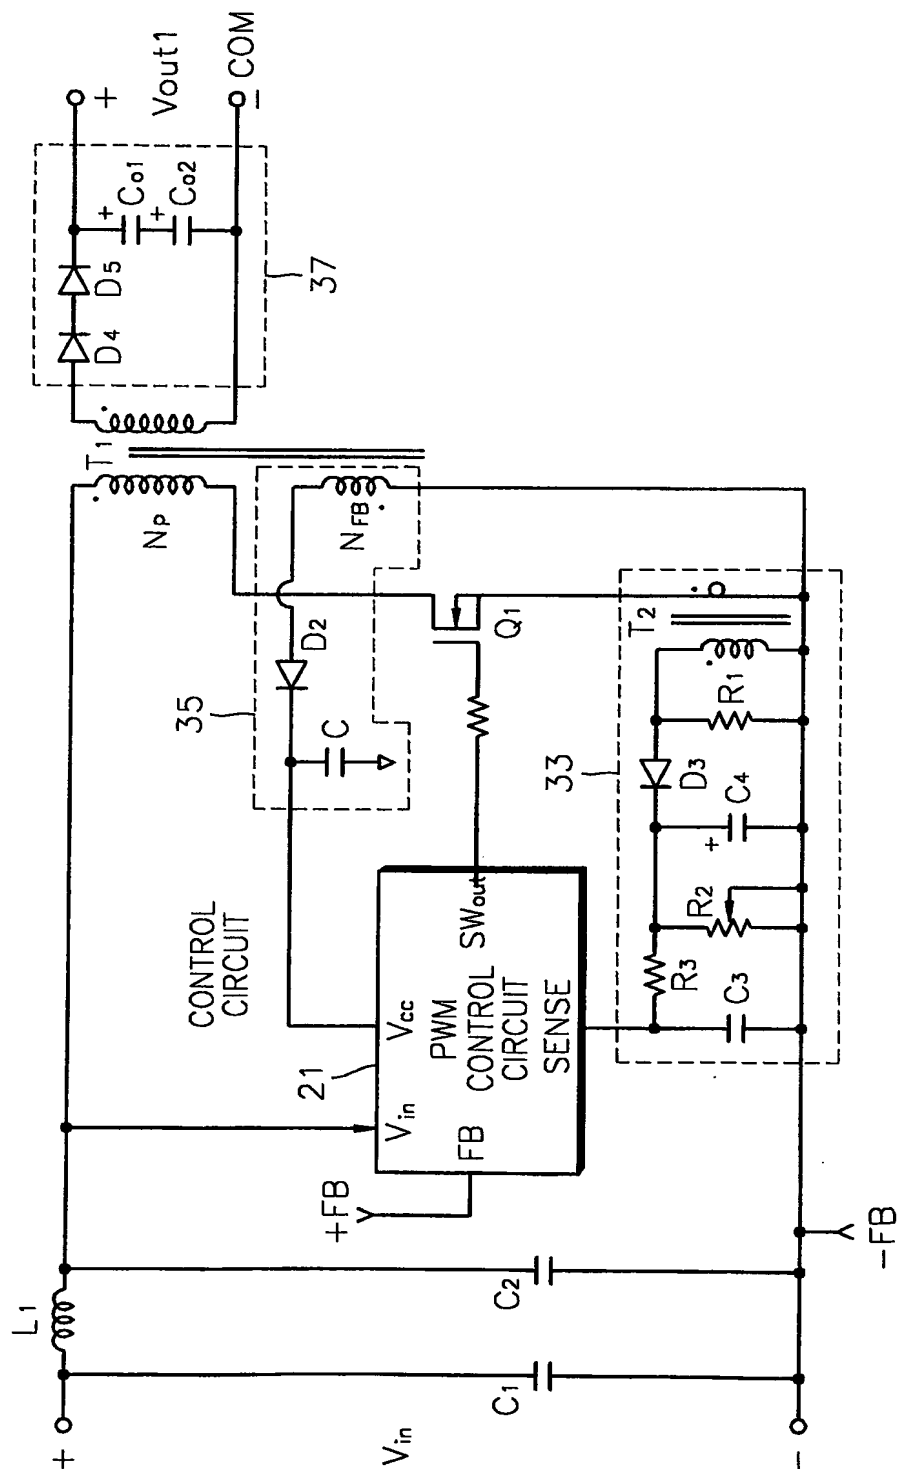 +
Vin
-
L1
C1
C2
-FB
+FB
21
CONTROL
CIRCUIT
Vin
Vcc
FB
PWM
CONTROL
CIRCUIT
SENSE
SWout
35
D2
C
NFB
Np
T1
Q1
33
R3
C3
R2
+
C4
D3
R1
T2
D4
D5
+
Co1
+
Co2
37
+
Vout1
- COM